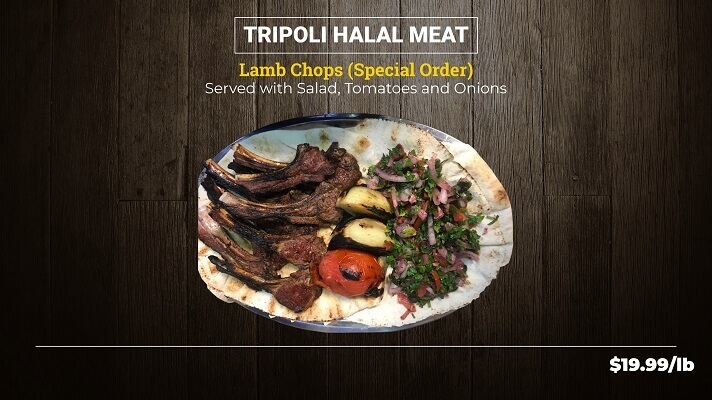 TRIPOLI HALAL MEAT
Lamb Chops (Special Order)
Served with Salad, Tomatoes and Onions
$19.99/lb